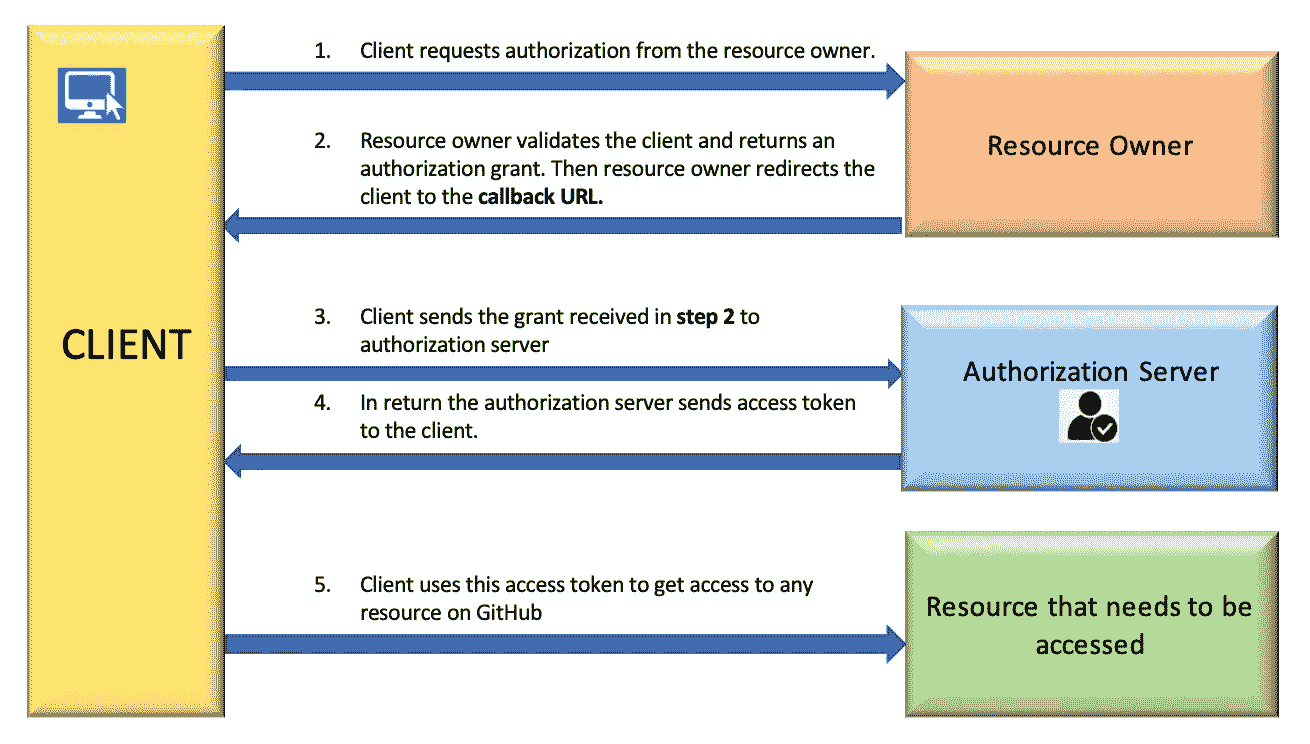 1. Client requests authorization from the resource owner.
2. Resource owner validates the client and returns an
authorization grant. Then resource owner redirects the
client to the callback URL.
Resource Owner
CLIENT
3. Client sends the grant received in step 2 to
authorization server
Authorization Server
4. In return the authorization server sends access token
to the client.
5. Client uses this access token to get access to any
resource on GitHub
Resource that needs to be
accessed